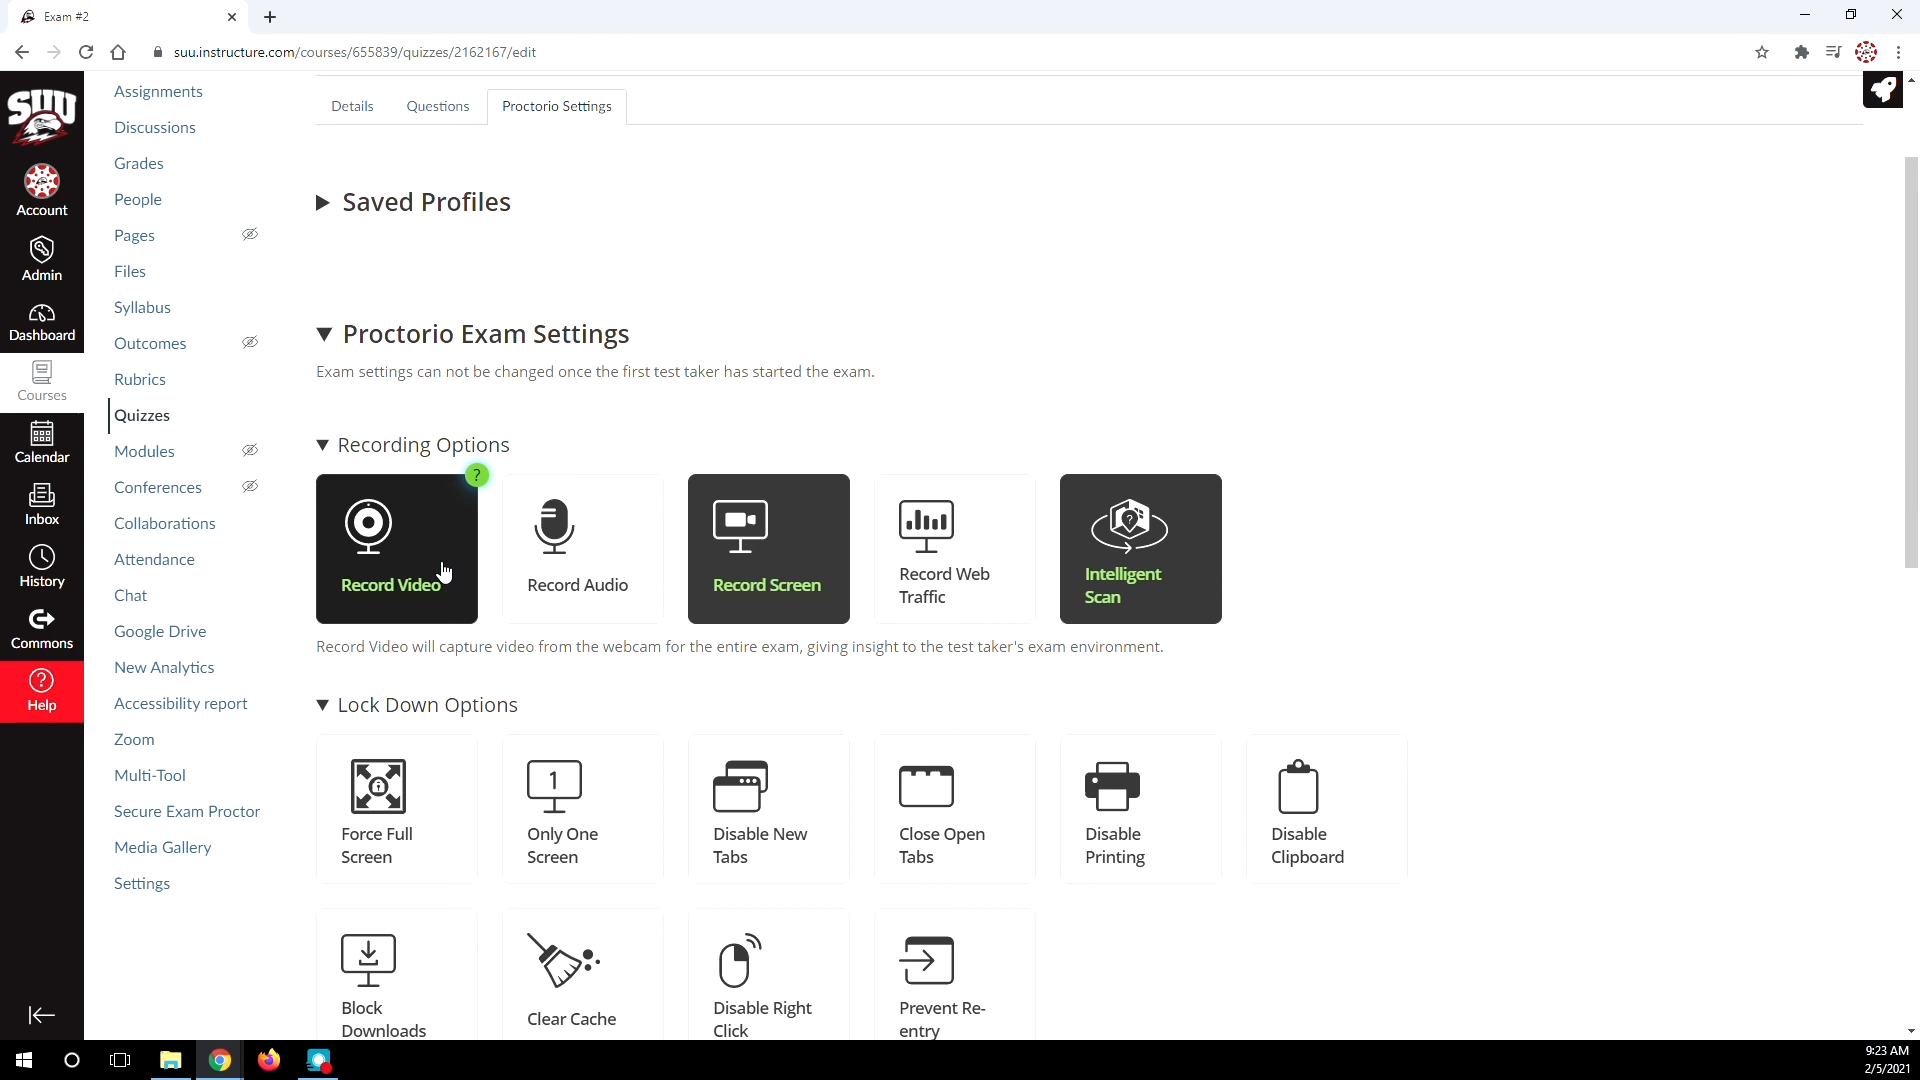 Exam #2
suu.instructure.com/courses/655839/quizzes/2162167/edit
SUU
Account
Admin
Dashboard
Courses
Calendar
Inbox
History
Commons
Help
Assignments
Discussions
Grades
People
Pages
Files
Syllabus
Outcomes
Rubrics
Quizzes
Modules
Conferences
Collaborations
Attendance
Chat
Google Drive
New Analytics
Accessibility report
Zoom
Multi-Tool
Secure Exam Proctor
Media Gallery
Settings
Details Questions Proctorio Settings
Saved Profiles
Proctorio Exam Settings
Exam settings can not be changed once the first test taker has started the exam.
Recording Options
?
Record Video
Record Audio
Record Screen
Record Web
Traffic
Intelligent
Scan
Record Video will capture video from the webcam for the entire exam, giving insight to the test taker's exam environment.
Lock Down Options
Force Full
Screen
1
Only One
Screen
Disable New
Tabs
Close Open
Tabs
Disable
Printing
Disable
Clipboard
Block
Downloads
Clear Cache
Disable Right
Click
Prevent Re-
entry
9:23 AM
2/5/2021